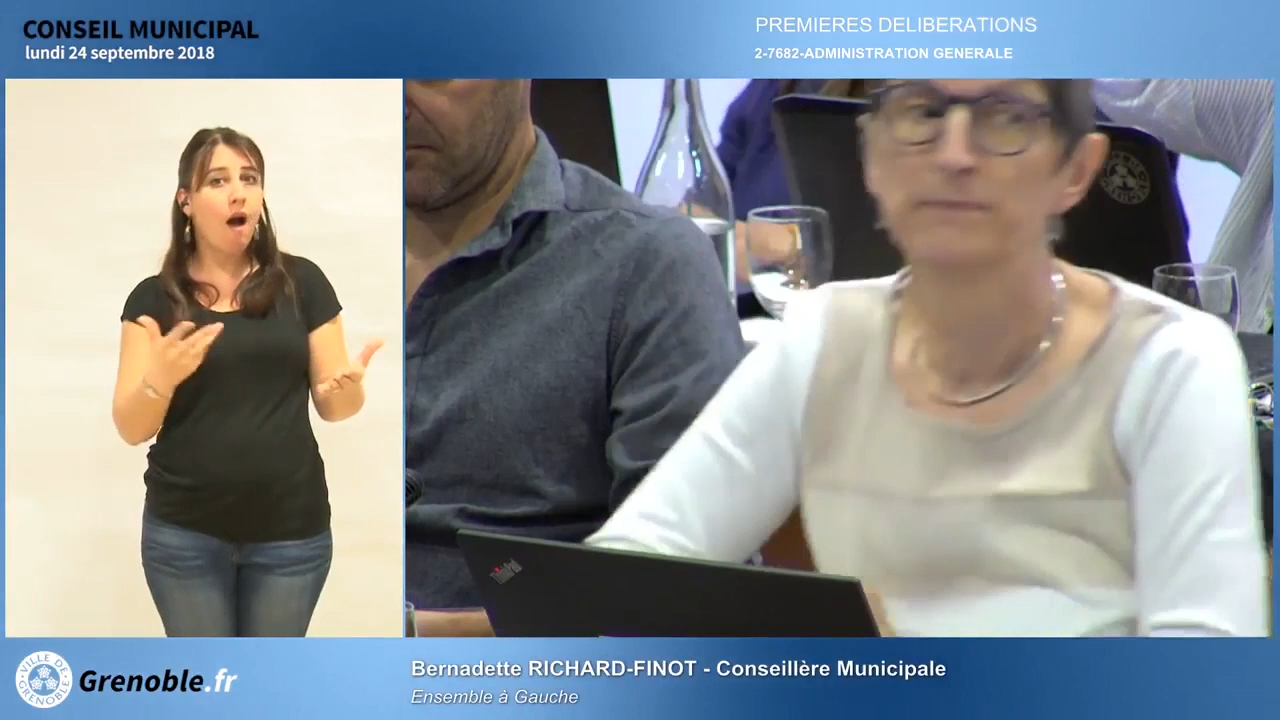 CONSEIL MUNICIPAL
lundi 24 septembre 2018
PREMIERES DELIBERATIONS
2-7682-ADMINISTRATION GENERALE
ThinkPad
VILLE DE GRENOBLE
Grenoble.fr
Bernadette RICHARD-FINOT - Conseillère Municipale
Ensemble à Gauche